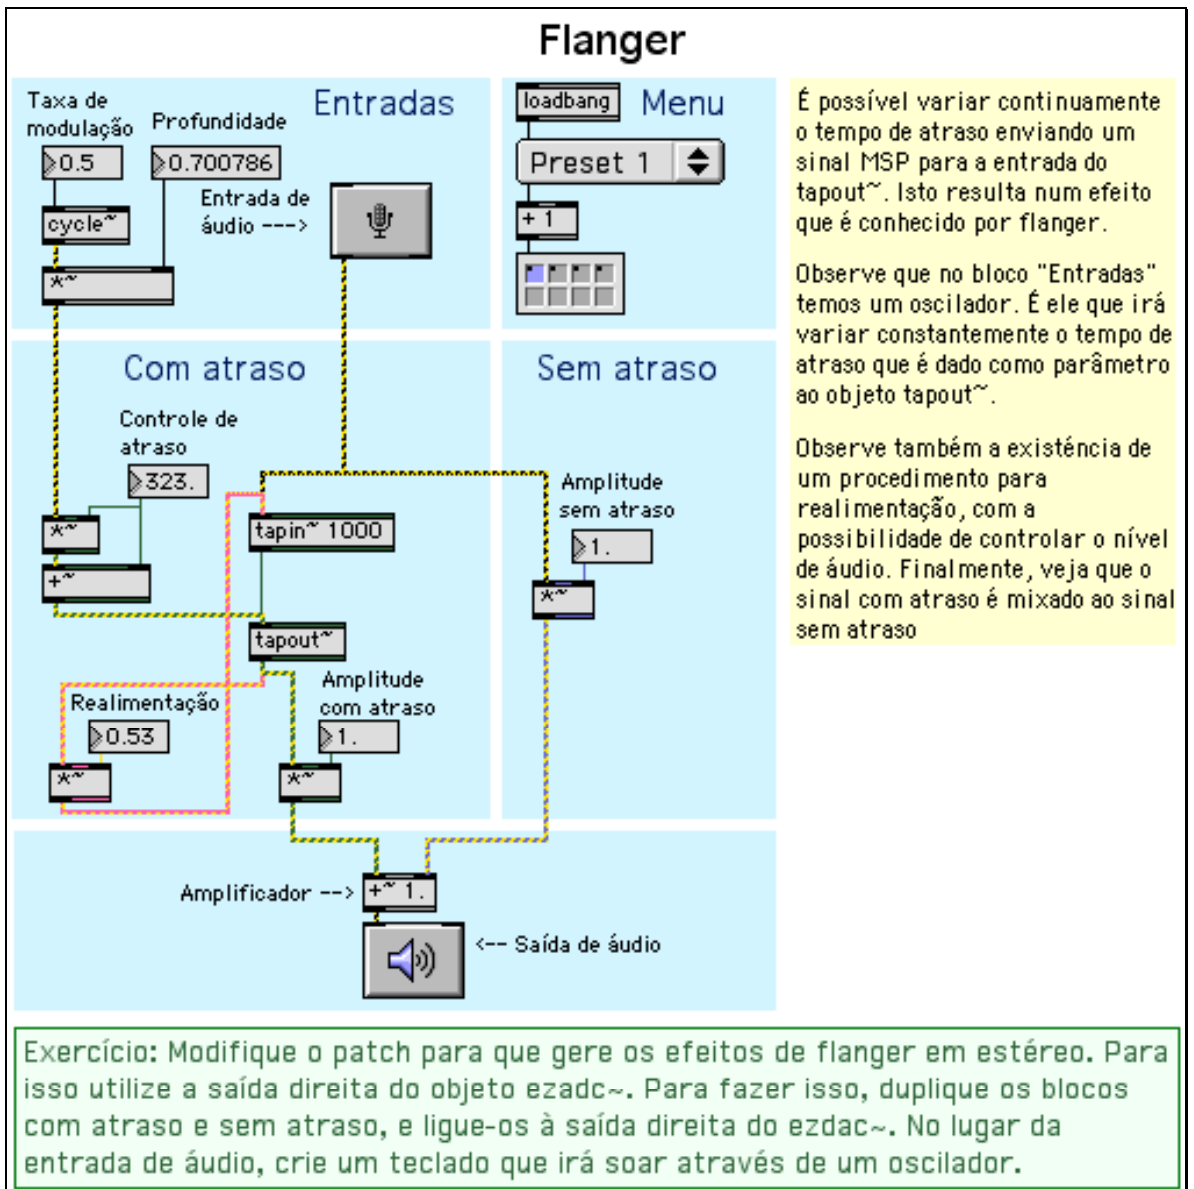 Flanger
Taxa de
modulação
Profundidade
Entradas
0.5
0.700786
cycle~
*~
Entrada de
áudio --->
loadbang
Menu
Preset 1
+ 1
É possível variar continuamente
o tempo de atraso enviando um
sinal MSP para a entrada do
tapout~. Isto resulta num efeito
que é conhecido por flanger.
Observe que no bloco "Entradas"
temos um oscilador. É ele que irá
variar constantemente o tempo de
atraso que é dado como parâmetro
ao objeto tapout~.
Observe também a existência de
um procedimento para
realimentação, com a
possibilidade de controlar o nível
de áudio. Finalmente, veja que o
sinal com atraso é mixado ao sinal
sem atraso
Com atraso
Controle de
atraso
323.
*~
+~
tapin~ 1000
tapout~
Realimentação
0.53
*~
Amplitude
com atraso
1.
*~
Sem atraso
Amplitude
sem atraso
1.
*~
Amplificador -->
+~ 1.
<-- Saída de áudio
Exercício: Modifique o patch para que gere os efeitos de flanger em estéreo. Para
isso utilize a saída direita do objeto ezadc~. Para fazer isso, duplique os blocos
com atraso e sem atraso, e ligue-os à saída direita do ezdac~. No lugar da
entrada de áudio, crie um teclado que irá soar através de um oscilador.